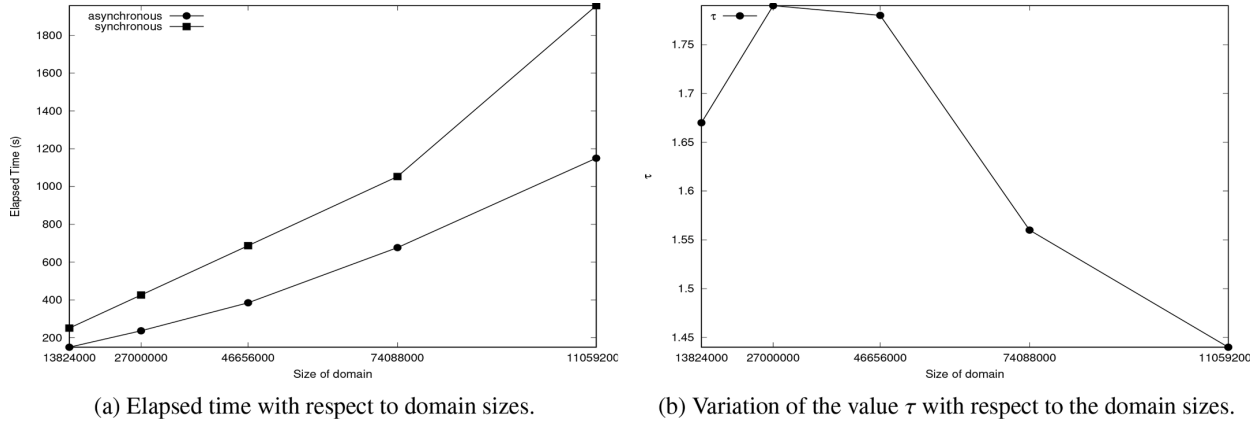 asynchronous
synchronous
1800
1600
1400
1200
1000
800
600
400
200
Elapsed Time (s)
13824000 27000000 46656000 74088000 11059200
Size of domain
(a) Elapsed time with respect to domain sizes.
τ
1.75
1.7
1.65
1.6
1.55
1.5
1.45
τ
13824000 27000000 46656000 74088000 11059200
Size of domain
(b) Variation of the value τ with respect to the domain sizes.